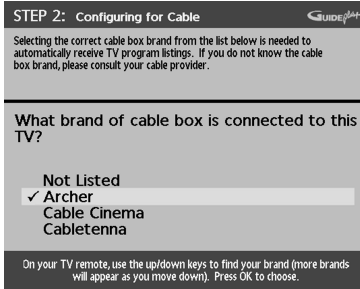 STEP 2: Configuring for Cable
GUIDE plus+
Selecting the correct cable box brand from the list below is needed to
automatically receive TV program listings. If you do not know the cable
box brand, please consult your cable provider.
What brand of cable box is connected to this
TV?
Not Listed
✓ Archer
Cable Cinema
Cabletenna
On your TV remote, use the up/down keys to find your brand (more brands
will appear as you move down). Press OK to choose.